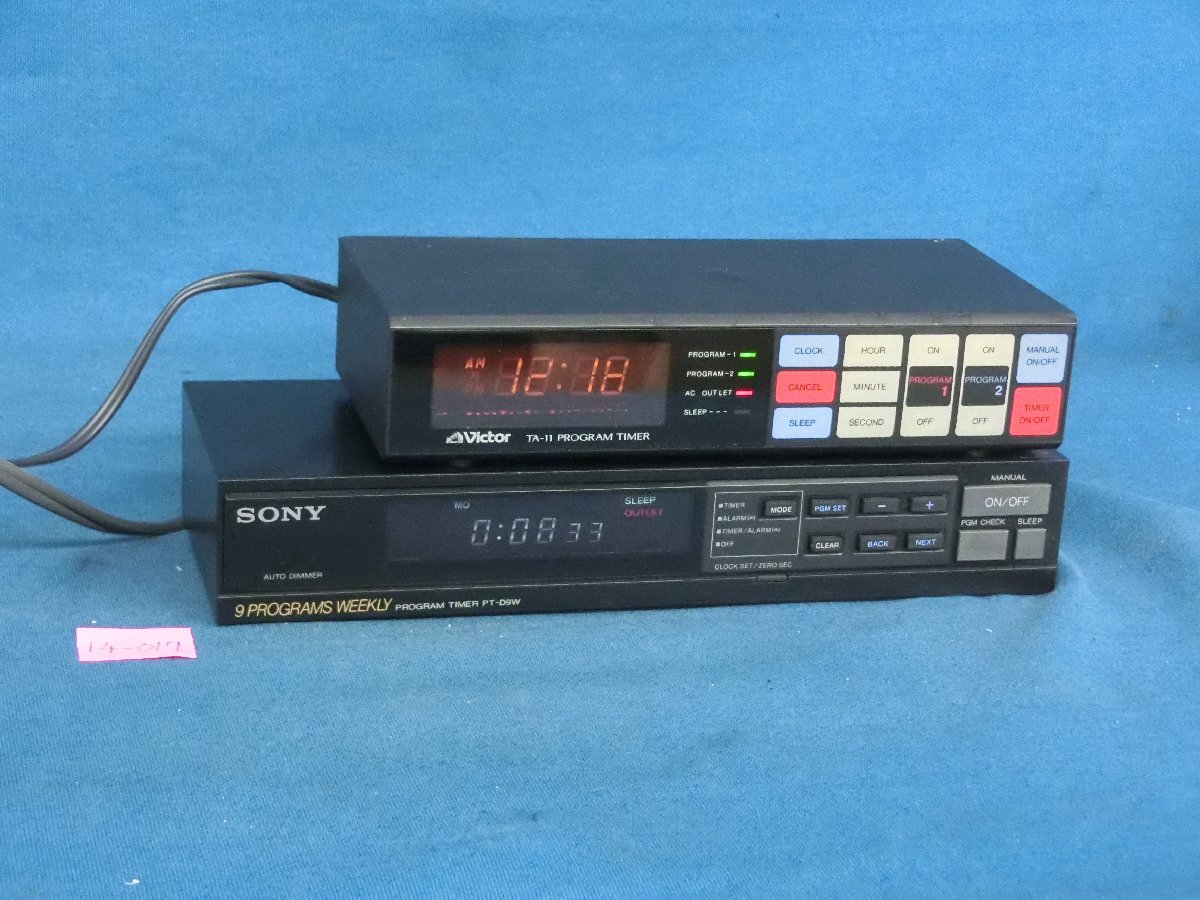 AM
12:18
PROGRAM-1
PROGRAM-2
AC OUTLET
SLEEP---
Victor
TA-11 PROGRAM TIMER
CLOCK
HOUR
ON
ON
MANUAL ON/OFF
CANCEL
MINUTE
PROGRAM 1
PROGRAM 2
TIMER ON/OFF
SLEEP
SECOND
OFF
OFF
SONY
MO
SLEEP
OUTLET
0:08 33
AUTO DIMMER
9 PROGRAMS WEEKLY PROGRAM TIMER PT-D9W
TIMER
ALARM(•)
TIMER/ALARM(•)
OFF
MODE
PGM SET
−
+
CLEAR
BACK
NEXT
CLOCK SET/ZERO SEC
MANUAL
ON/OFF
PGM CHECK
SLEEP
14-017